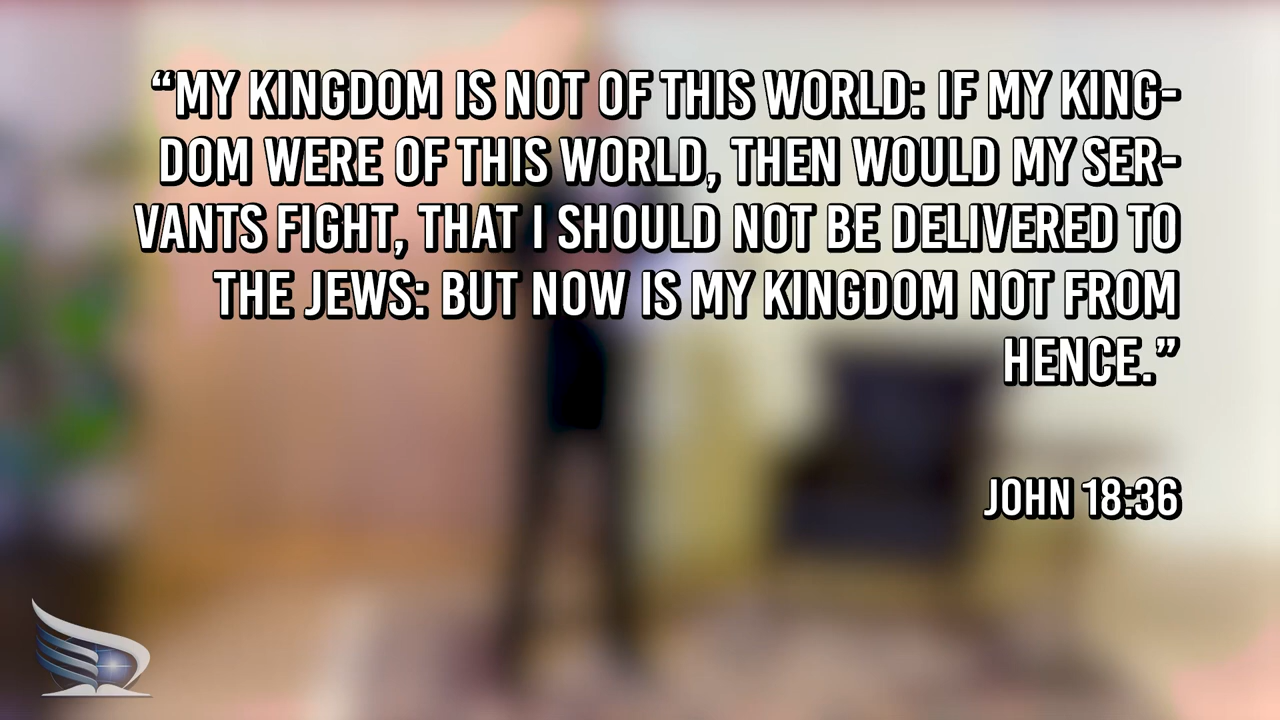 “MY KINGDOM IS NOT OF THIS WORLD: IF MY KING-
DOM WERE OF THIS WORLD, THEN WOULD MY SER-
VANTS FIGHT, THAT I SHOULD NOT BE DELIVERED TO
THE JEWS: BUT NOW IS MY KINGDOM NOT FROM
HENCE.”
JOHN 18:36